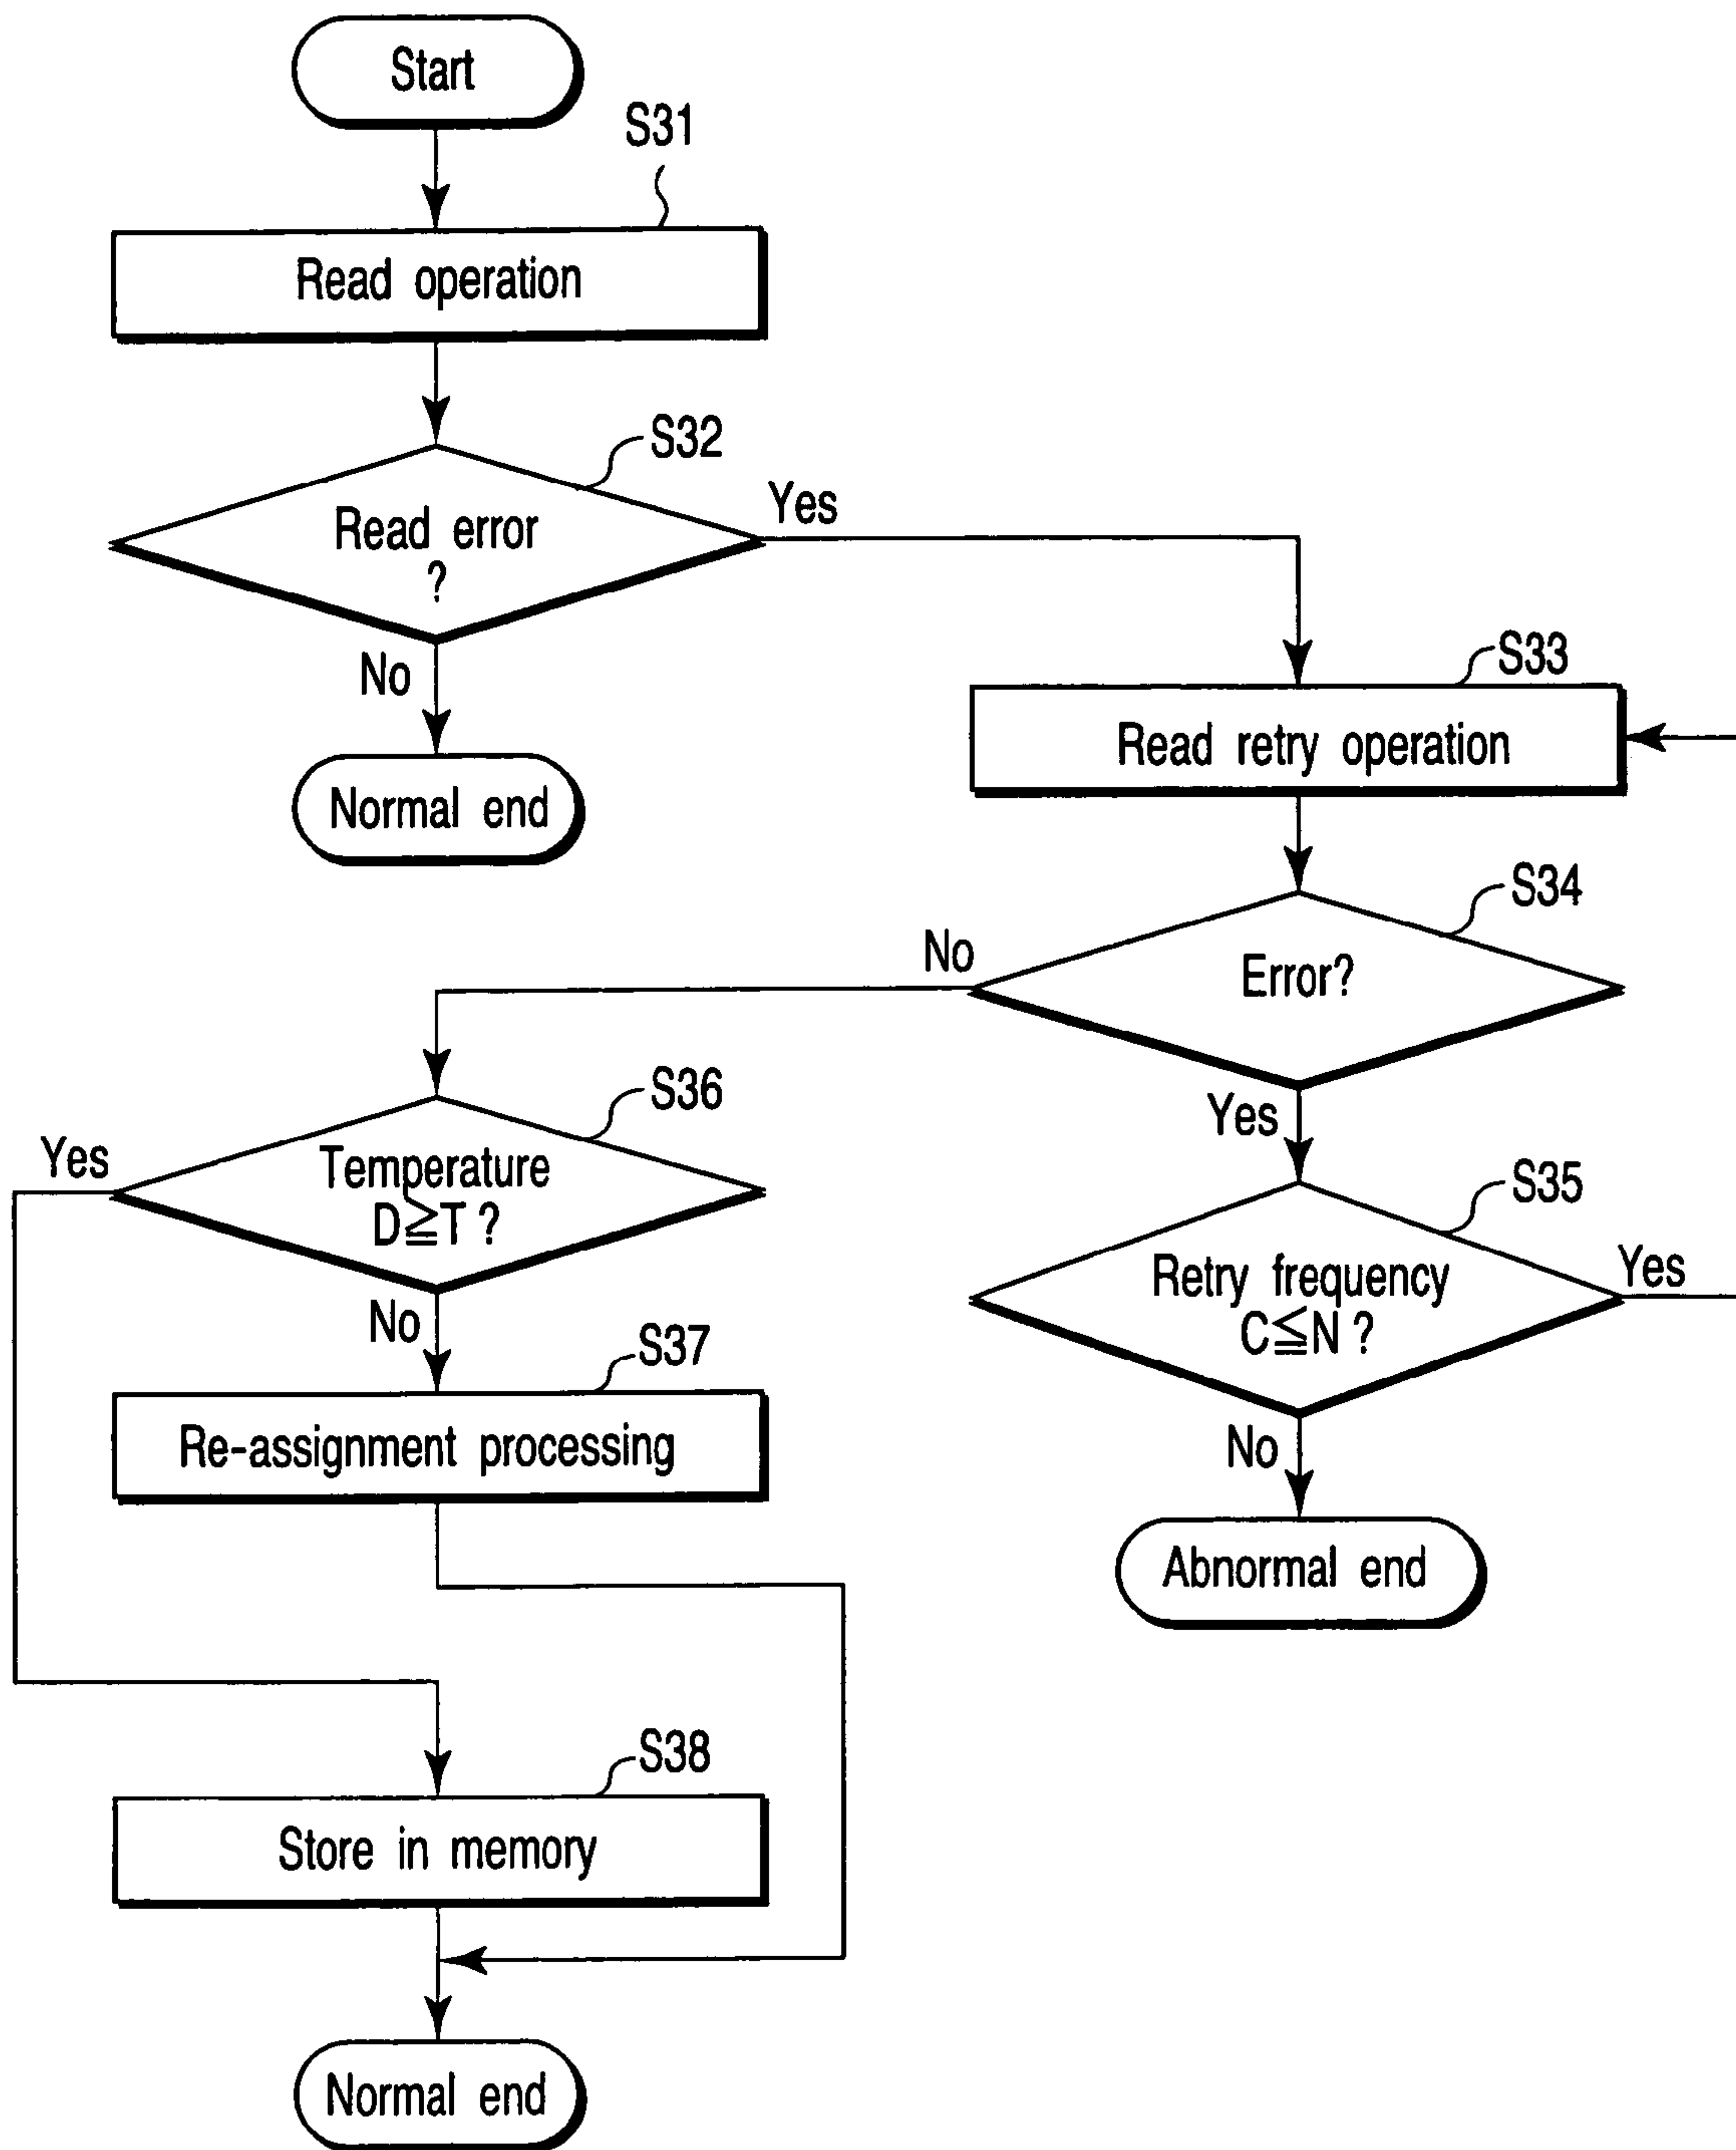 Start
S31
Read operation
S32
Read error
?
Yes
No
Normal end
S33
Read retry operation
S34
Error?
No
Yes
S35
Retry frequency
C≦N ?
Yes
No
Abnormal end
S36
Temperature
D≧T ?
Yes
No
S37
Re-assignment processing
S38
Store in memory
Normal end